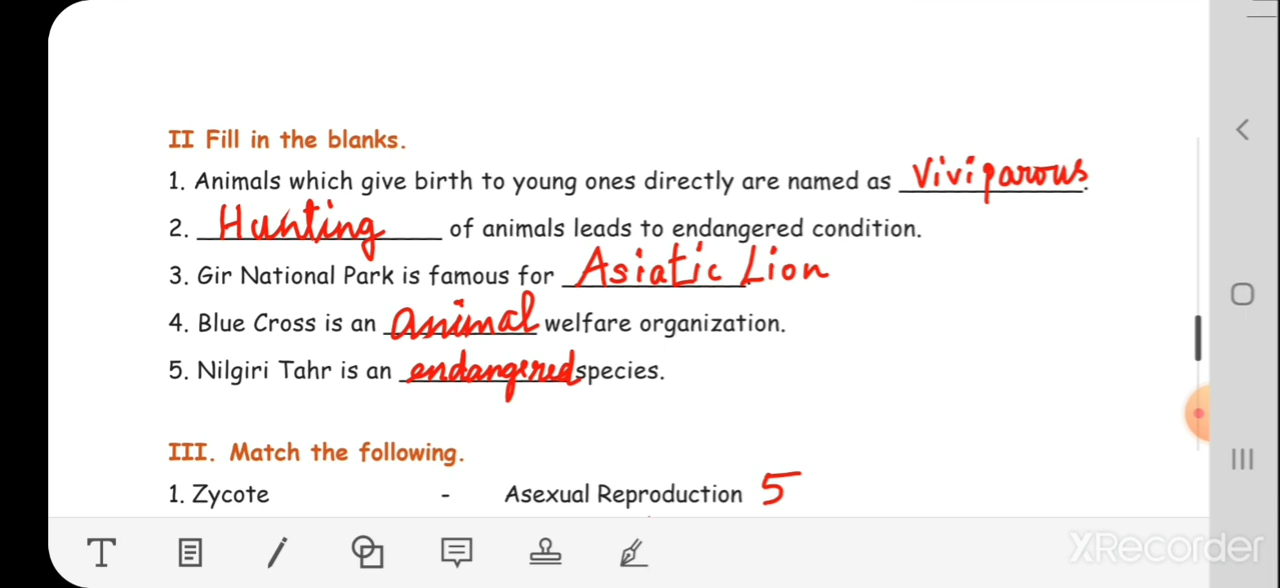 II Fill in the blanks.
1. Animals which give birth to young ones directly are named as Viviparous.
2. Hunting of animals leads to endangered condition.
3. Gir National Park is famous for Asiatic Lion
4. Blue Cross is an animal welfare organization.
5. Nilgiri Tahr is an endangered species.
III. Match the following.
1. Zycote - Asexual Reproduction 5
T
XRecorder